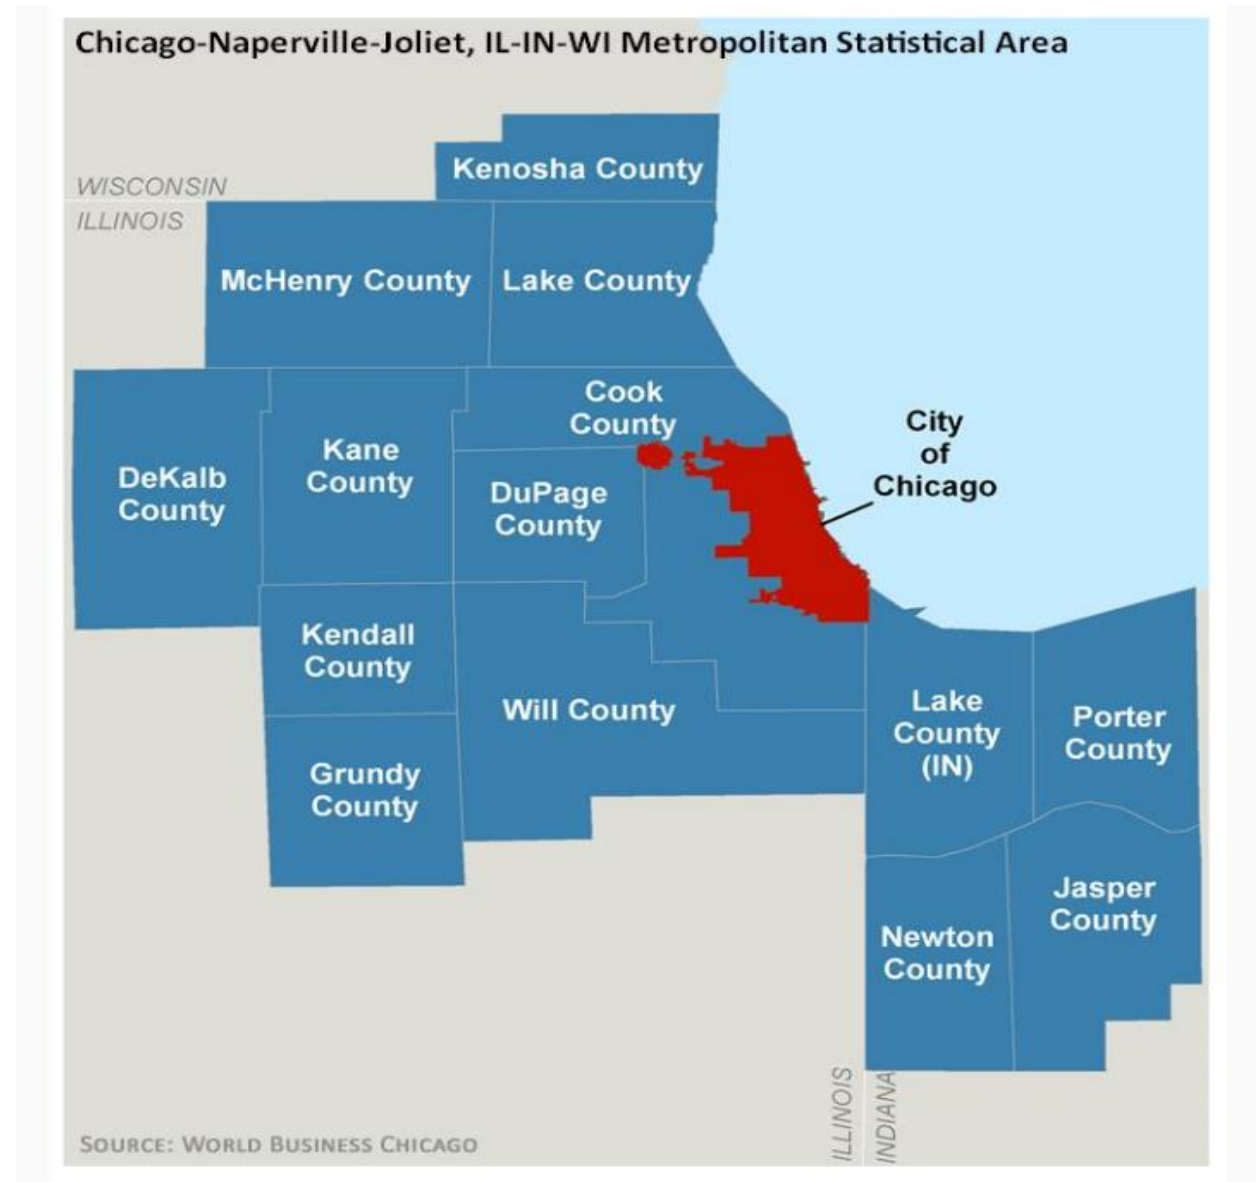 Chicago-Naperville-Joliet, IL-IN-WI Metropolitan Statistical Area
Kenosha County
WISCONSIN
ILLINOIS
McHenry County
Lake County
Cook
County
City
of
Chicago
DeKalb
County
Kane
County
DuPage
County
Kendall
County
Will County
Lake
County
(IN)
Porter
County
Grundy
County
Jasper
County
Newton
County
ILLINOIS
INDIANA
SOURCE: WORLD BUSINESS CHICAGO